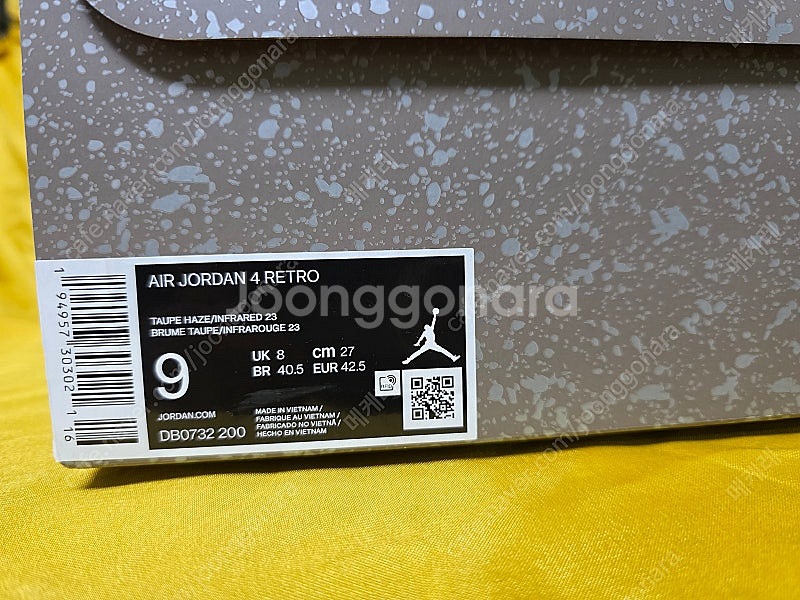 AIR JORDAN 4 RETRO
TAUPE HAZE/INFRARED 23
BRUME TAUPE/INFRAROUGE 23
9
UK 8 cm 27
BR 40.5 EUR 42.5
JORDAN.COM
DB0732 200
MADE IN VIETNAM /
FABRIQUE AU VIETNAM /
FABRICADO NO VIETNÃ /
HECHO EN VIETNAM
RFID
1 94957 30302 1 16
Joonggonara